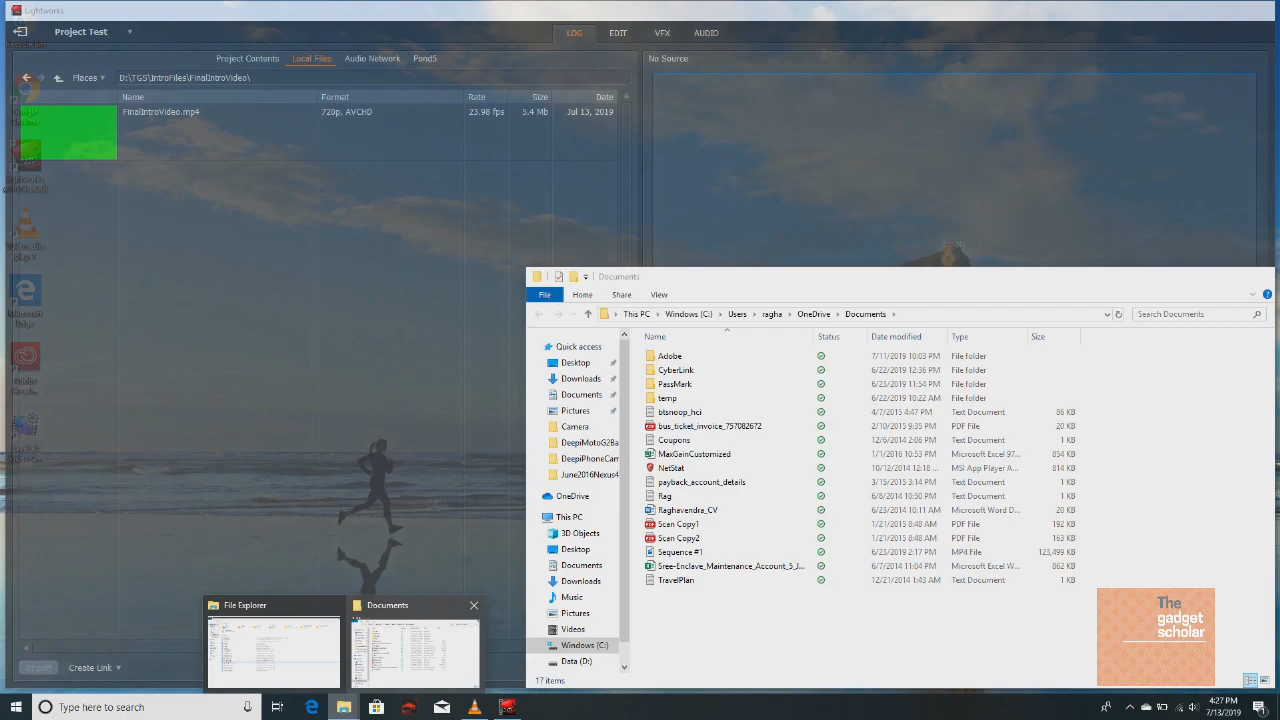 Lightworks
Project Test
LOG
EDIT
VFX
AUDIO
Project Contents
Local Files
Audio Network
Pond5
No Source
Places
D:\TGS\IntroFiles\FinalIntroVideo\
Name
Format
Rate
Size
Date
FinalIntroVideo.mp4
720p, AVCHD
23.98 fps
5.4 Mb
Jul 13, 2019
Google
Chrome
media
player
Microsoft
Edge
Empty
Documents
File
Home
Share
View
This PC
Windows (C:)
Users
ragha
OneDrive
Documents
Search Documents
Name
Status
Date modified
Type
Size
Quick access
Desktop
Downloads
Documents
Pictures
Camera
DeepiMotoG2Ba
DeepiPhoneCam
June2016Nexus4
OneDrive
This PC
3D Objects
Desktop
Documents
Downloads
Music
Pictures
Videos
Windows (C:)
Data (D:)
Adobe 7/11/2019 10:03 PM File folder
CyberLink 6/22/2019 12:36 PM File folder
PassMark 6/23/2019 11:54 PM File folder
temp 6/22/2019 10:22 AM File folder
btsnoop_hci 4/7/2015 4:47 PM Text Document 86 KB
bus_ticket_invoice_757082672 2/10/2015 9:35 PM PDF File 20 KB
Coupons 12/6/2014 2:06 PM Text Document 1 KB
MaxGainCustomized 1/1/2016 10:53 PM Microsoft Excel 97... 854 KB
NetStat 10/12/2014 12:18 ... MSI App Player A... 814 KB
payback_account_details 3/15/2015 3:14 PM Text Document 1 KB
Rag 6/8/2014 10:50 PM Text Document 1 KB
Raghavendra_CV 6/23/2014 10:11 AM Microsoft Word D... 20 KB
Scan Copy1 1/21/2015 8:48 AM PDF File 192 KB
Scan Copy2 1/21/2015 8:48 AM PDF File 163 KB
Sequence #1 6/23/2019 2:17 PM MP4 File 123,499 KB
Sree-Enclave_Maintenance_Account_5_J... 6/7/2014 11:04 PM Microsoft Excel W... 862 KB
TravelPlan 12/21/2014 1:43 AM Text Document 1 KB
17 items
The
gadget
scholar
File Explorer
Documents
Import
Create Link
Type here to search
4:27 PM
7/13/2019